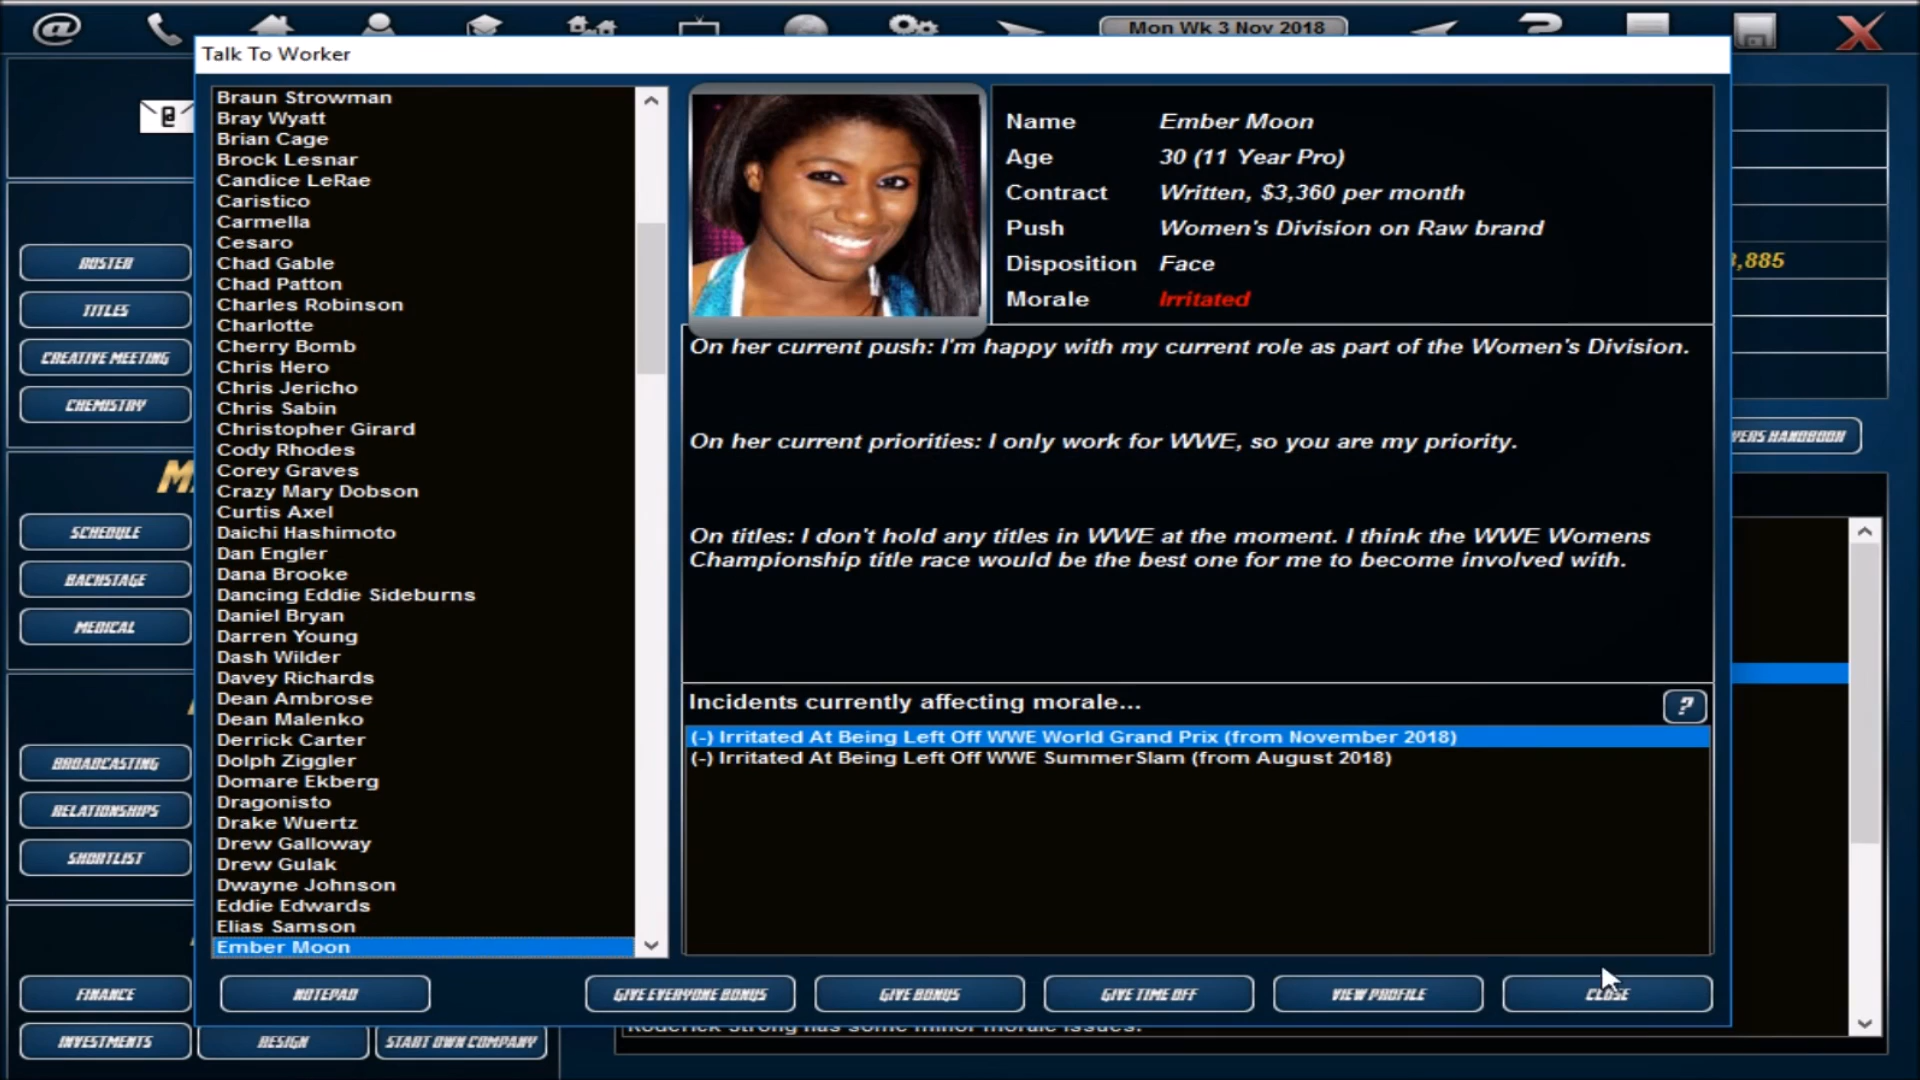 Mon Wk 3 Nov 2018
Talk To Worker
Braun Strowman
Bray Wyatt
Brian Cage
Brock Lesnar
Candice LeRae
Caristico
Carmella
Cesaro
Chad Gable
Chad Patton
Charles Robinson
Charlotte
Cherry Bomb
Chris Hero
Chris Jericho
Chris Sabin
Christopher Girard
Cody Rhodes
Corey Graves
Crazy Mary Dobson
Curtis Axel
Daichi Hashimoto
Dan Engler
Dana Brooke
Dancing Eddie Sideburns
Daniel Bryan
Darren Young
Dash Wilder
Davey Richards
Dean Ambrose
Dean Malenko
Derrick Carter
Dolph Ziggler
Domare Ekberg
Dragonisto
Drake Wuertz
Drew Galloway
Drew Gulak
Dwayne Johnson
Eddie Edwards
Elias Samson
Ember Moon
Name Ember Moon
Age 30 (11 Year Pro)
Contract Written, $3,360 per month
Push Women's Division on Raw brand
Disposition Face
Morale Irritated
On her current push: I'm happy with my current role as part of the Women's Division.
On her current priorities: I only work for WWE, so you are my priority.
On titles: I don't hold any titles in WWE at the moment. I think the WWE Womens
Championship title race would be the best one for me to become involved with.
Incidents currently affecting morale...
?
(-) Irritated At Being Left Off WWE World Grand Prix (from November 2018)
(-) Irritated At Being Left Off WWE SummerSlam (from August 2018)
NOTEPAD
GIVE EVERYONE BONUS
GIVE BONUS
GIVE TIME OFF
VIEW PROFILE
CLOSE
ROSTER
TITLES
CREATIVE MEETING
CHEMISTRY
SCHEDULE
BACKSTAGE
MEDICAL
BROADCASTING
RELATIONSHIPS
SHORTLIST
FINANCE
INVESTMENTS
RESIGN
START OWN COMPANY
,885
YERS HANDBOOK
Roderick Strong has some minor morale issues.